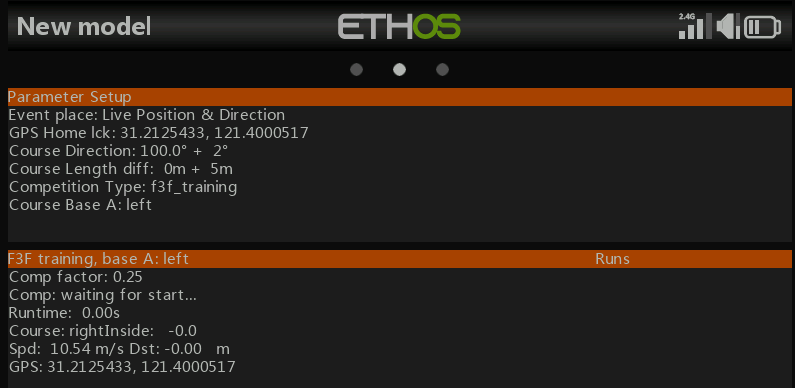 New model
ETHOS
2.4G
Parameter Setup
Event place: Live Position & Direction
GPS Home lck: 31.2125433, 121.4000517
Course Direction: 100.0° +  2°
Course Length diff:  0m +  5m
Competition Type: f3f_training
Course Base A: left
F3F training, base A: left Runs
Comp factor: 0.25
Comp: waiting for start...
Runtime:  0.00s
Course: rightInside:   -0.0
Spd:  10.54 m/s Dst: -0.00   m
GPS: 31.2125433, 121.4000517